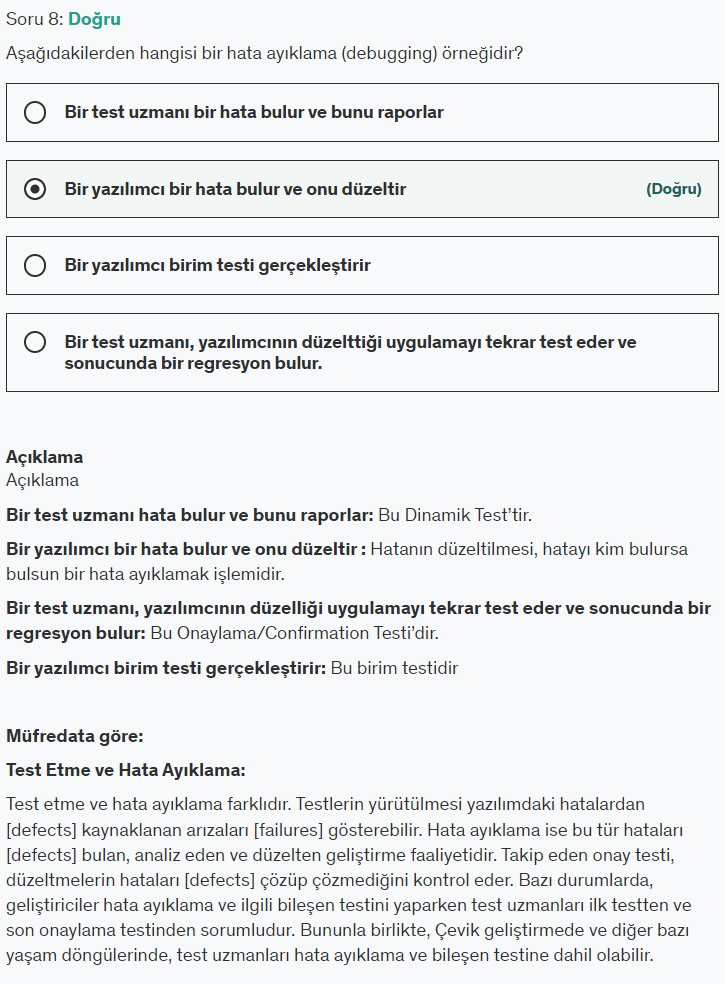 Soru 8: Doğru
Aşağıdakilerden hangisi bir hata ayıklama (debugging) örneğidir?
Bir test uzmanı bir hata bulur ve bunu raporlar
Bir yazılımcı bir hata bulur ve onu düzeltir
(Doğru)
Bir yazılımcı birim testi gerçekleştirir
Bir test uzmanı, yazılımcının düzelttiği uygulamayı tekrar test eder ve
sonucunda bir regresyon bulur.
Açıklama
Açıklama
Bir test uzmanı hata bulur ve bunu raporlar: Bu Dinamik Test'tir.
Bir yazılımcı bir hata bulur ve onu düzeltir : Hatanın düzeltilmesi, hatayı kim bulursa
bulsun bir hata ayıklamak işlemidir.
Bir test uzmanı, yazılımcının düzelliği uygulamayı tekrar test eder ve sonucunda bir
regresyon bulur: Bu Onaylama/Confirmation Testi'dir.
Bir yazılımcı birim testi gerçekleştirir: Bu birim testidir
Müfredata göre:
Test Etme ve Hata Ayıklama:
Test etme ve hata ayıklama farklıdır. Testlerin yürütülmesi yazılımdaki hatalardan
[defects] kaynaklanan arızaları [failures] gösterebilir. Hata ayıklama ise bu tür hataları
[defects] bulan, analiz eden ve düzelten geliştirme faaliyetidir. Takip eden onay testi,
düzeltmelerin hataları [defects] çözüp çözmediğini kontrol eder. Bazı durumlarda,
geliştiriciler hata ayıklama ve ilgili bileşen testini yaparken test uzmanları ilk testten ve
son onaylama testinden sorumludur. Bununla birlikte, Çevik geliştirmede ve diğer bazı
yaşam döngülerinde, test uzmanları hata ayıklama ve bileşen testine dahil olabilir.